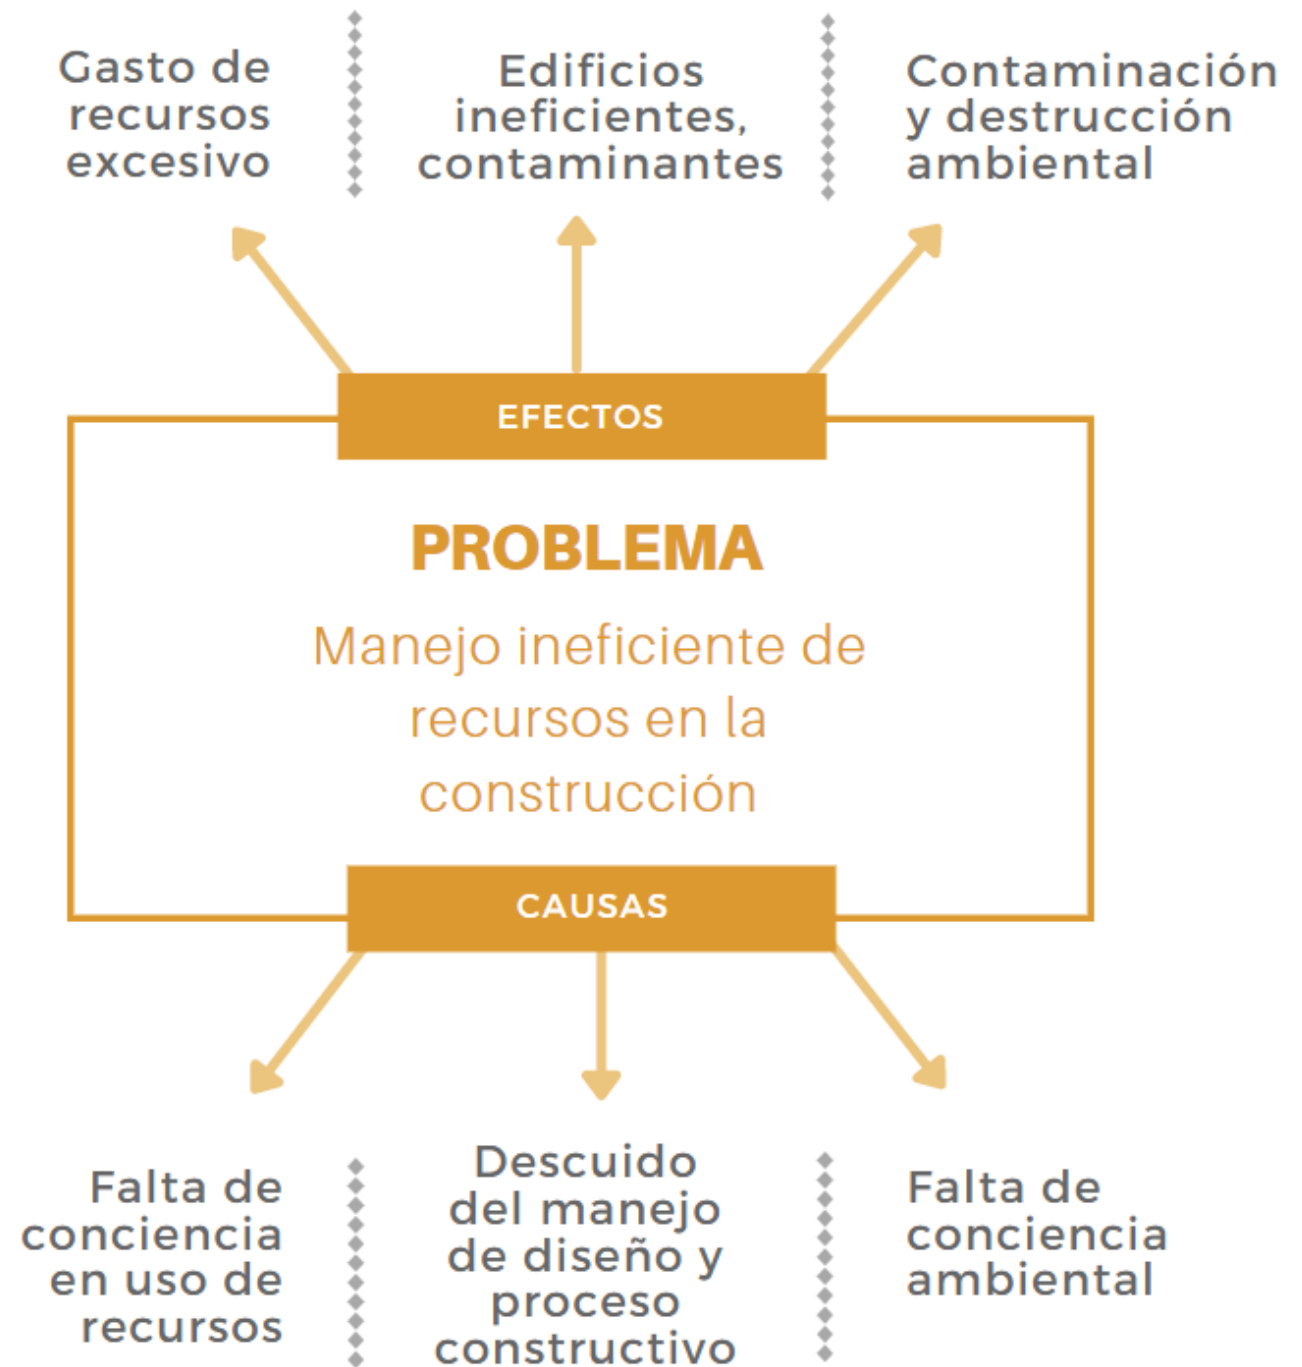 Gasto de
recursos
excesivo
Edificios
ineficientes,
contaminantes
Contaminación
y destrucción
ambiental
EFECTOS
PROBLEMA
Manejo ineficiente de
recursos en la
construcción
CAUSAS
Falta de
conciencia
en uso de
recursos
Descuido
del manejo
de diseño y
proceso
constructivo
Falta de
conciencia
ambiental